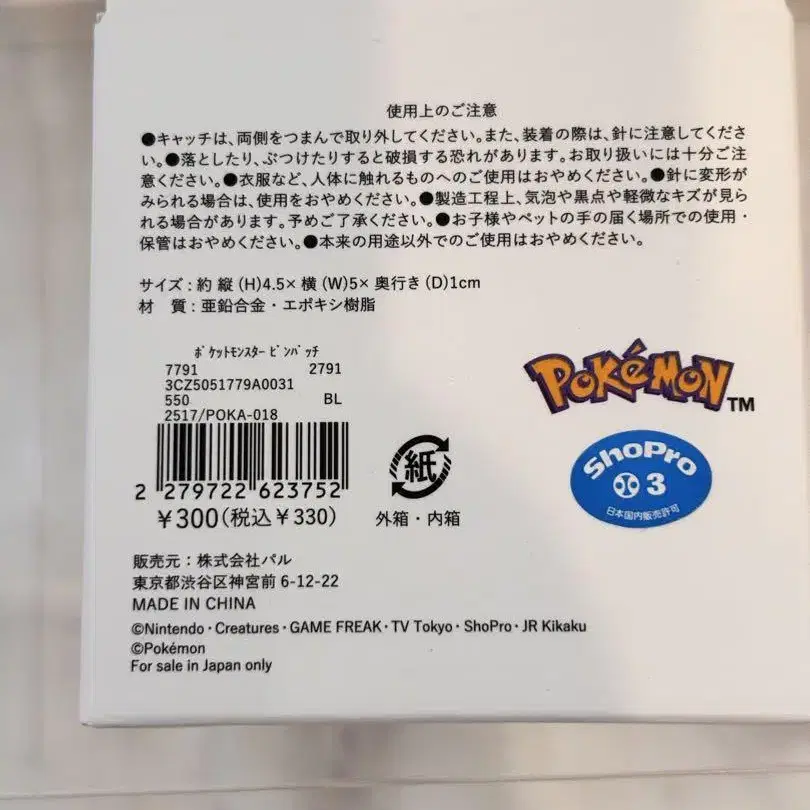 使用上のご注意
●キャッチは、両側をつまんで取り外してください。また、装着の際は、針に注意してくださ
い。●落としたり、ぶつけたりすると破損する恐れがあります。お取り扱いには十分ご注
意ください。●衣服など、人体に触れるものへのご使用はおやめください。●針に変形が
みられる場合は、使用をおやめください。●製造工程上、気泡や黒点や軽微なキズが見ら
れる場合があります。予めご了承ください。●お子様やペットの手の届く場所での使用・
保管はおやめください。●本来の用途以外でのご使用はおやめください。
サイズ：約 縦 (H)4.5× 横 (W)5× 奥行き (D)1cm
材　質：亜鉛合金・エポキシ樹脂
ﾎﾟｹｯﾄﾓﾝｽﾀｰ ﾋﾟﾝﾊﾞｯﾁ
7791 2791
3CZ5051779A0031
550 BL
2517/POKA-018
2 279722 623752
￥300(税込￥330)
紙
外箱・内箱
POKéMON TM
ShoPro
3
日本国内販売許可
販売元：株式会社パル
東京都渋谷区神宮前 6-12-22
MADE IN CHINA
©Nintendo・Creatures・GAME FREAK・TV Tokyo・ShoPro・JR Kikaku
©Pokémon
For sale in Japan only